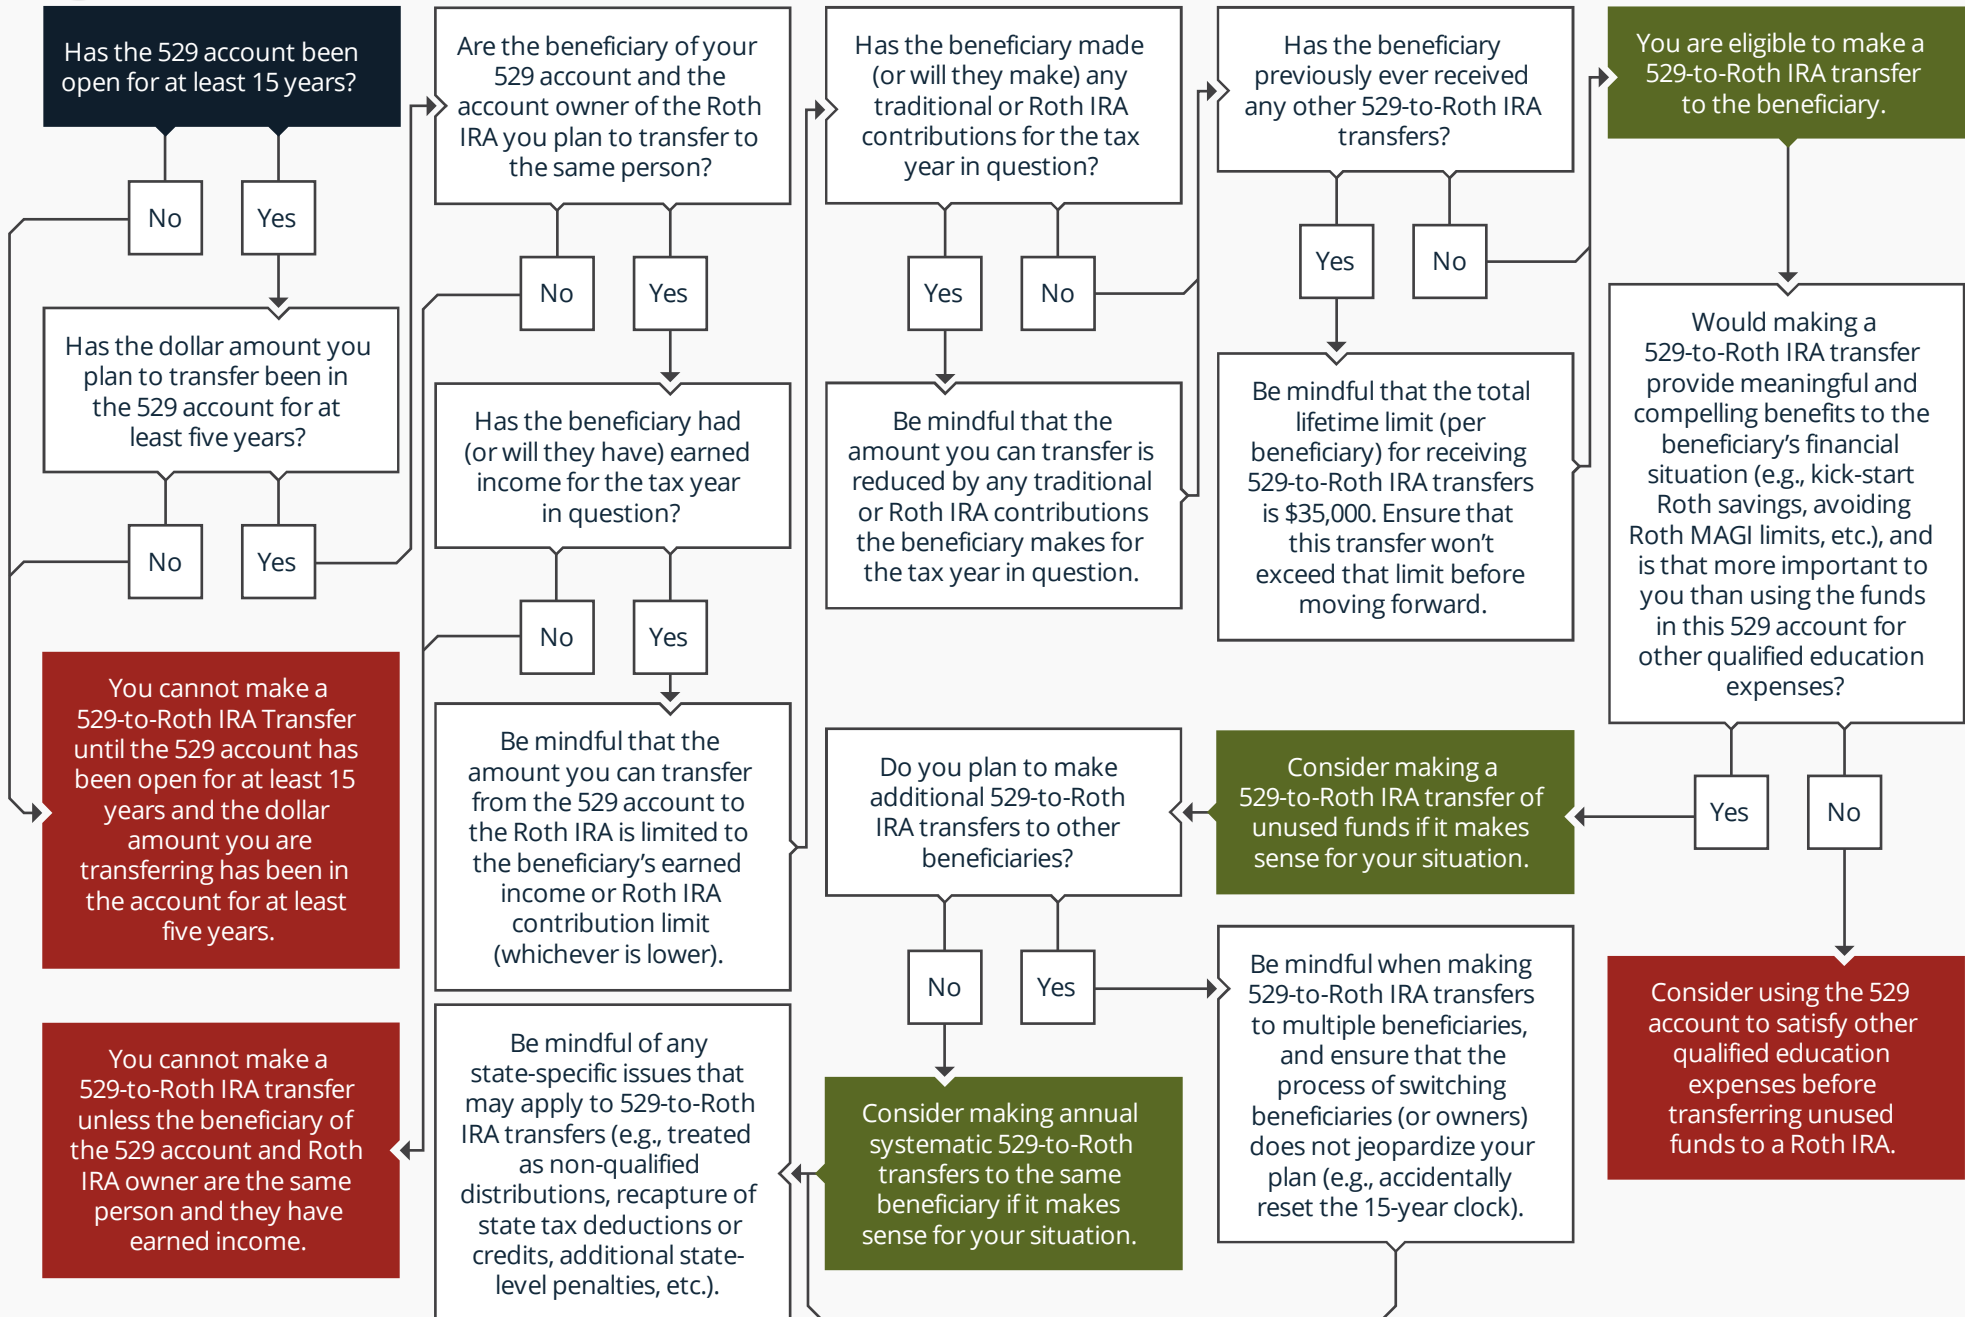 Has the 529 account been
open for at least 15 years?
No
Yes
Has the dollar amount you
plan to transfer been in
the 529 account for at
least five years?
No
Yes
You cannot make a
529-to-Roth IRA Transfer
until the 529 account has
been open for at least 15
years and the dollar
amount you are
transferring has been in
the account for at least
five years.
You cannot make a
529-to-Roth IRA transfer
unless the beneficiary of
the 529 account and Roth
IRA owner are the same
person and they have
earned income.
Are the beneficiary of your
529 account and the
account owner of the Roth
IRA you plan to transfer to
the same person?
No
Yes
Has the beneficiary had
(or will they have) earned
income for the tax year
in question?
No
Yes
Be mindful that the
amount you can transfer
from the 529 account to
the Roth IRA is limited to
the beneficiary’s earned
income or Roth IRA
contribution limit
(whichever is lower).
Be mindful of any
state-specific issues that
may apply to 529-to-Roth
IRA transfers (e.g., treated
as non-qualified
distributions, recapture of
state tax deductions or
credits, additional state-
level penalties, etc.).
Has the beneficiary made
(or will they make) any
traditional or Roth IRA
contributions for the tax
year in question?
Yes
No
Be mindful that the
amount you can transfer is
reduced by any traditional
or Roth IRA contributions
the beneficiary makes for
the tax year in question.
Do you plan to make
additional 529-to-Roth
IRA transfers to other
beneficiaries?
No
Yes
Consider making annual
systematic 529-to-Roth
transfers to the same
beneficiary if it makes
sense for your situation.
Has the beneficiary
previously ever received
any other 529-to-Roth IRA
transfers?
Yes
No
Be mindful that the total
lifetime limit (per
beneficiary) for receiving
529-to-Roth IRA transfers
is $35,000. Ensure that
this transfer won’t
exceed that limit before
moving forward.
Consider making a
529-to-Roth IRA transfer of
unused funds if it makes
sense for your situation.
Be mindful when making
529-to-Roth IRA transfers
to multiple beneficiaries,
and ensure that the
process of switching
beneficiaries (or owners)
does not jeopardize your
plan (e.g., accidentally
reset the 15-year clock).
You are eligible to make a
529-to-Roth IRA transfer
to the beneficiary.
Would making a
529-to-Roth IRA transfer
provide meaningful and
compelling benefits to the
beneficiary’s financial
situation (e.g., kick-start
Roth savings, avoiding
Roth MAGI limits, etc.), and
is that more important to
you than using the funds
in this 529 account for
other qualified education
expenses?
Yes
No
Consider using the 529
account to satisfy other
qualified education
expenses before
transferring unused
funds to a Roth IRA.